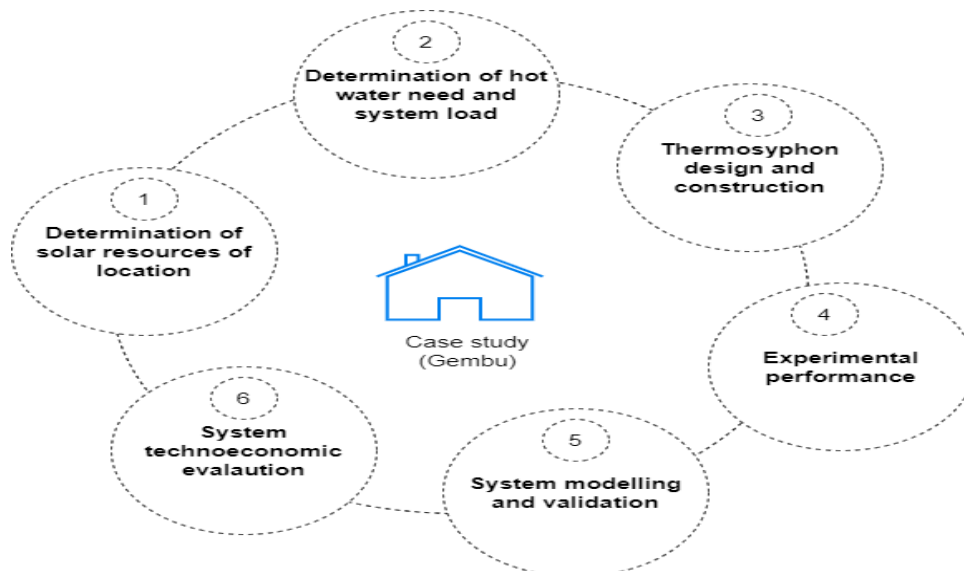 1
Determination of
solar resources of
location
2
Determination of hot
water need and
system load
3
Thermosyphon
design and
construction
4
Experimental
performance
5
System modelling
and validation
6
System
technoeconomic
evalaution
Case study
(Gembu)